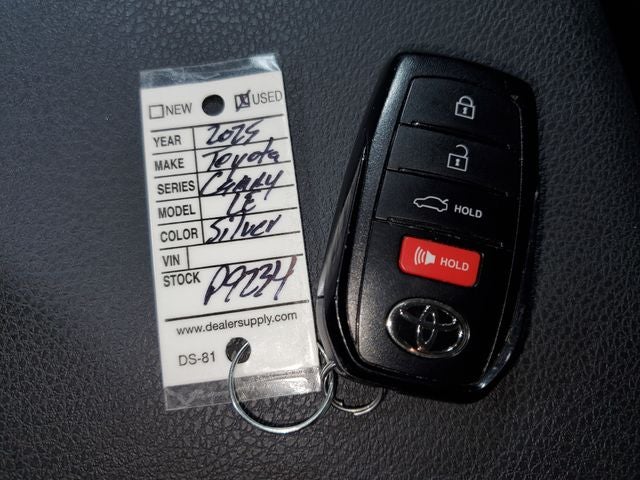 NEW USED
YEAR 2025
MAKE Toyota
SERIES Camry
MODEL LE
COLOR Silver
VIN
STOCK P9234
www.dealersupply.com
DS-81
HOLD
HOLD